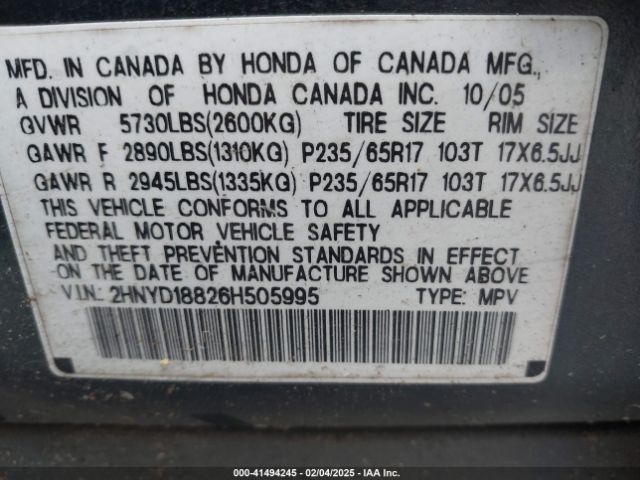 MFD. IN CANADA BY HONDA OF CANADA MFG.,
A DIVISION OF HONDA CANADA INC. 10/05
GVWR 5730LBS(2600KG) TIRE SIZE RIM SIZE
GAWR F 2890LBS(1310KG) P235/65R17 103T 17X6.5JJ
GAWR R 2945LBS(1335KG) P235/65R17 103T 17X6.5JJ
THIS VEHICLE CONFORMS TO ALL APPLICABLE
FEDERAL MOTOR VEHICLE SAFETY
AND THEFT PREVENTION STANDARDS IN EFFECT
ON THE DATE OF MANUFACTURE SHOWN ABOVE
V.I.N.: 2HNYD18826H505995 TYPE: MPV
000-41494245 - 02/04/2025 - IAAI.com